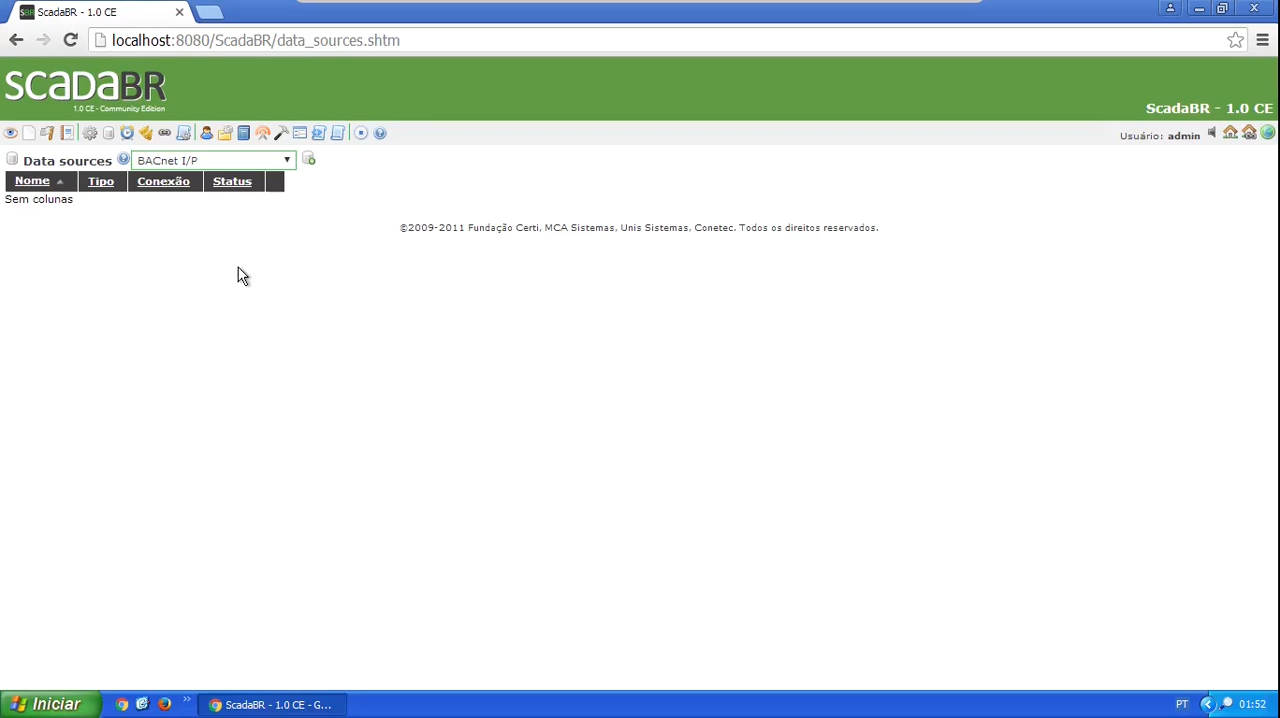 ScadaBR - 1.0 CE
localhost:8080/ScadaBR/data_sources.shtm
SCADABR
1.0 CE - Community Edition
ScadaBR - 1.0 CE
Usuário: admin
Data sources BACnet I/P
Nome Tipo Conexão Status
Sem colunas
©2009-2011 Fundação Certi, MCA Sistemas, Unis Sistemas, Conetec. Todos os direitos reservados.
Iniciar ScadaBR - 1.0 CE - G... PT 01:52